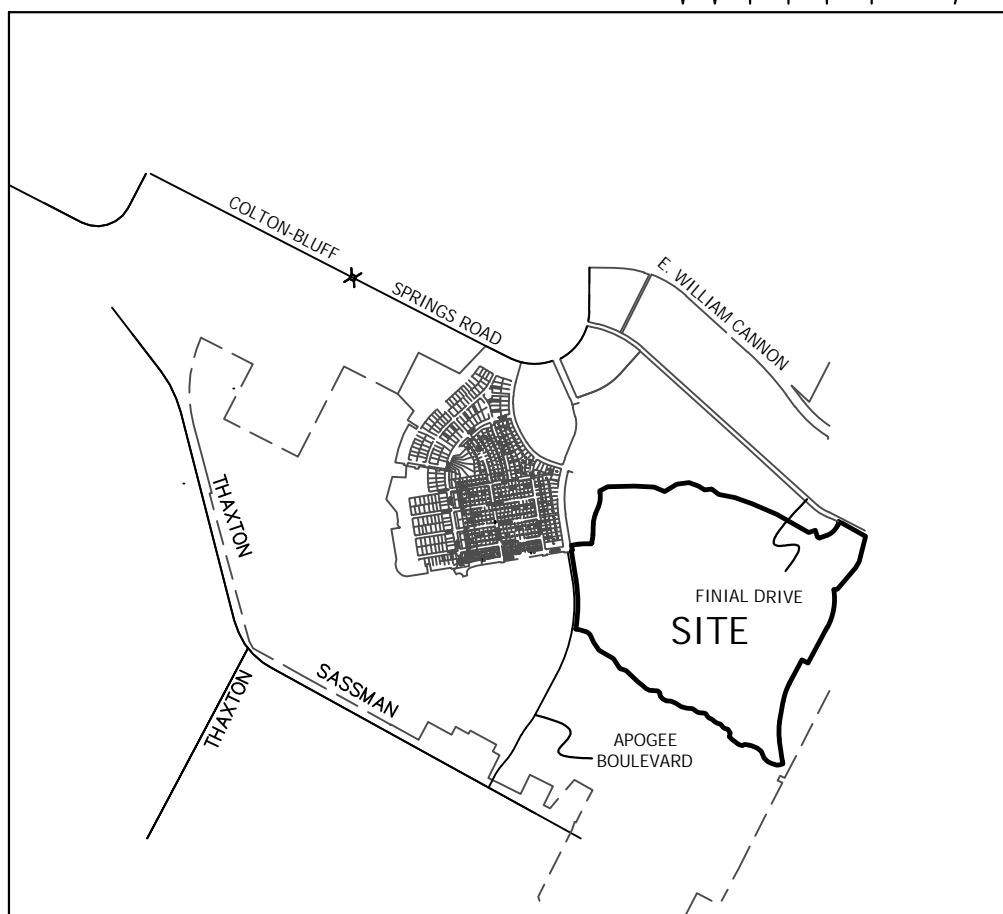 COLTON-BLUFF
SPRINGS ROAD
E. WILLIAM CANNON
THAXTON
FINIAL DRIVE
SITE
SASSMAN
THAXTON
APOGEE
BOULEVARD